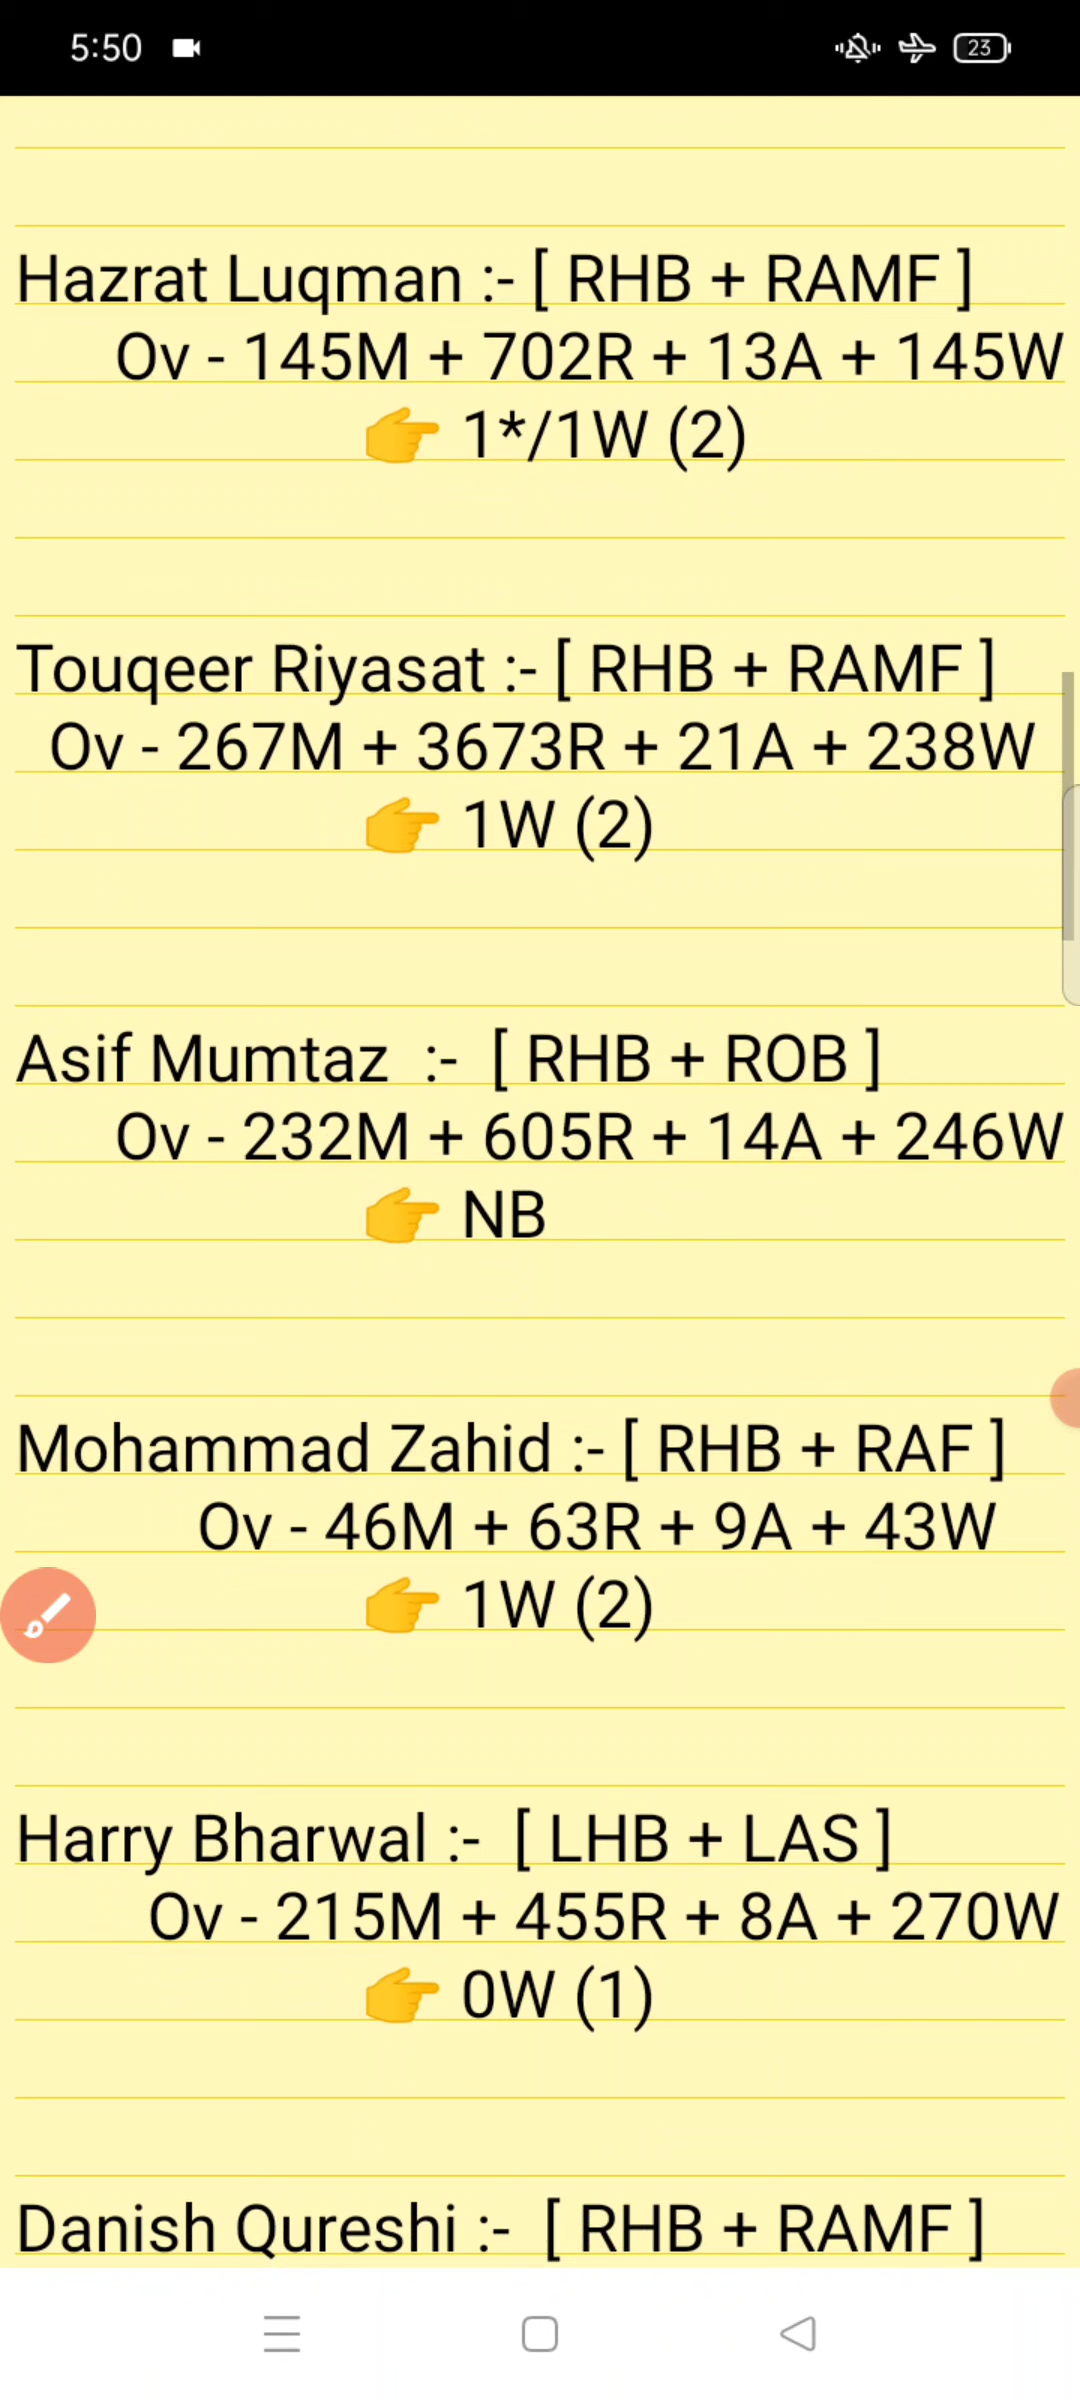 5:50
23
Hazrat Luqman :- [ RHB + RAMF ]
Ov - 145M + 702R + 13A + 145W
👉 1*/1W (2)
Touqeer Riyasat :- [ RHB + RAMF ]
Ov - 267M + 3673R + 21A + 238W
👉 1W (2)
Asif Mumtaz :- [ RHB + ROB ]
Ov - 232M + 605R + 14A + 246W
👉 NB
Mohammad Zahid :- [ RHB + RAF ]
Ov - 46M + 63R + 9A + 43W
👉 1W (2)
Harry Bharwal :- [ LHB + LAS ]
Ov - 215M + 455R + 8A + 270W
👉 0W (1)
Danish Qureshi :- [ RHB + RAMF ]